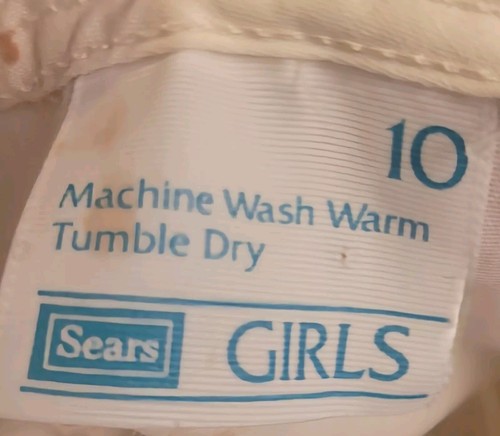 10
Machine Wash Warm
Tumble Dry
Sears GIRLS